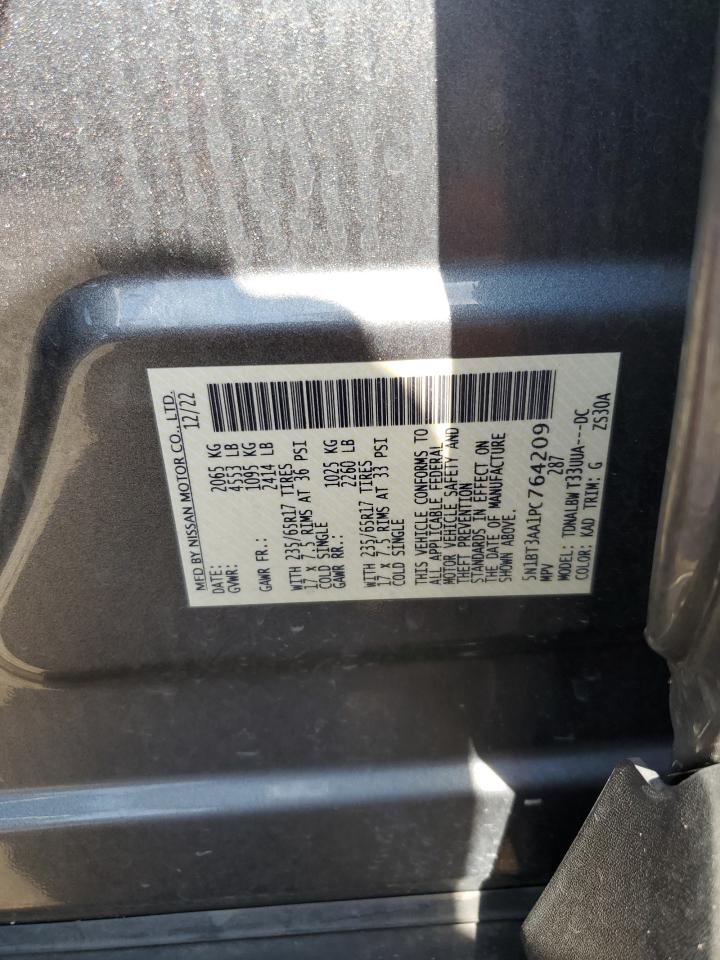 MFD BY NISSAN MOTOR CO., LTD.
DATE: 12/22
GVWR: 2065 KG
4553 LB
GAWR FR.: 1095 KG
2414 LB
WITH 235/65R17 TIRES
17 X 7.5 RIMS AT 36 PSI
COLD SINGLE
GAWR RR.: 1025 KG
2260 LB
WITH 235/65R17 TIRES
17 X 7.5 RIMS AT 33 PSI
COLD SINGLE
THIS VEHICLE CONFORMS TO
ALL APPLICABLE FEDERAL
MOTOR VEHICLE SAFETY AND
THEFT PREVENTION
STANDARDS IN EFFECT ON
THE DATE OF MANUFACTURE
SHOWN ABOVE.
5N1BT3AA1PC764209
MPV 287
MODEL: TDNALBW T33UUA---DC
COLOR: KAD TRIM: G ZS30A